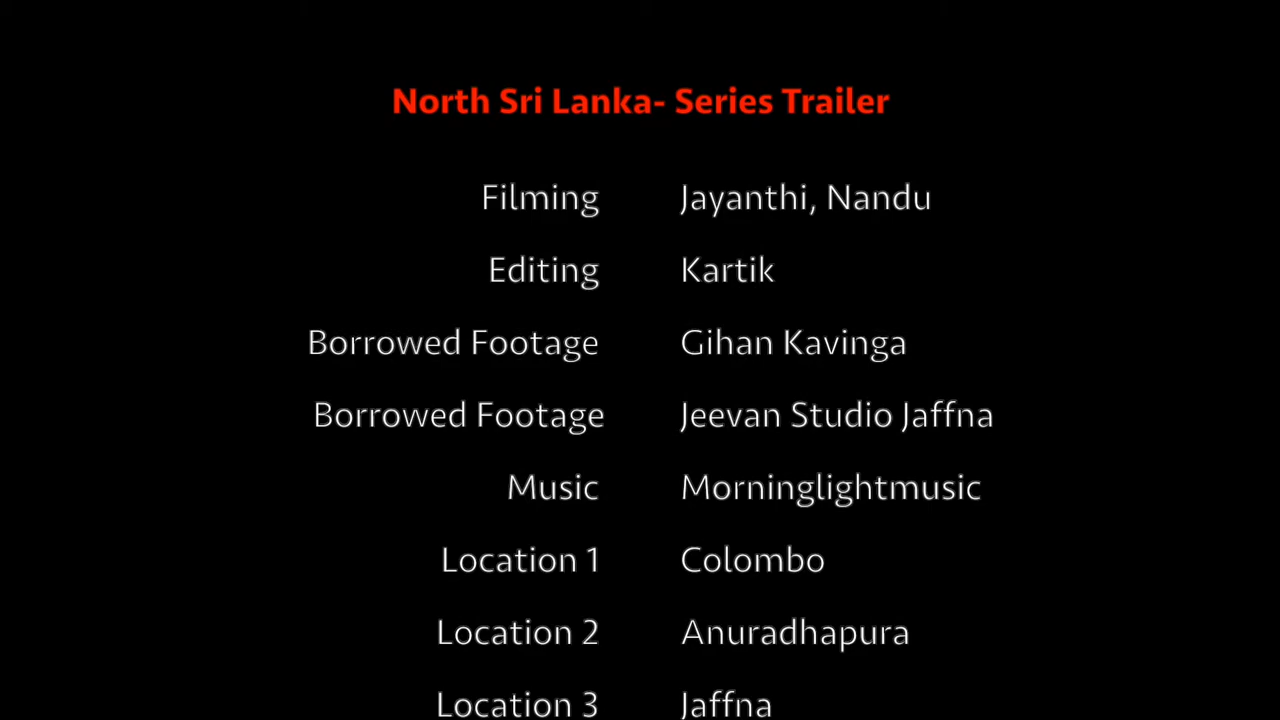 North Sri Lanka- Series Trailer
Filming Jayanthi, Nandu
Editing Kartik
Borrowed Footage Gihan Kavinga
Borrowed Footage Jeevan Studio Jaffna
Music Morninglightmusic
Location 1 Colombo
Location 2 Anuradhapura
Location 3 Jaffna